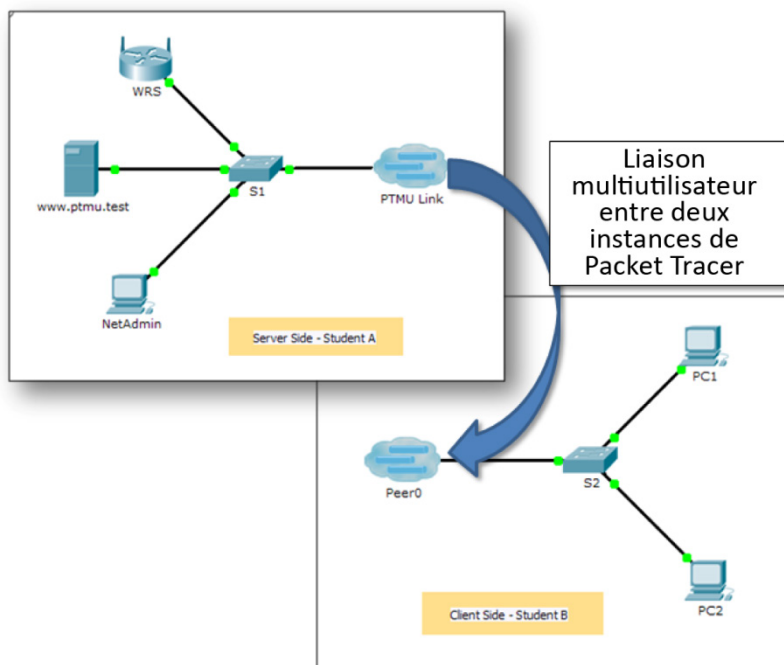 WRS
www.ptmu.test
S1
PTMU Link
NetAdmin
Server Side - Student A
Liaison
multiutilisateur
entre deux
instances de
Packet Tracer
PC1
Peer0
S2
PC2
Client Side - Student B